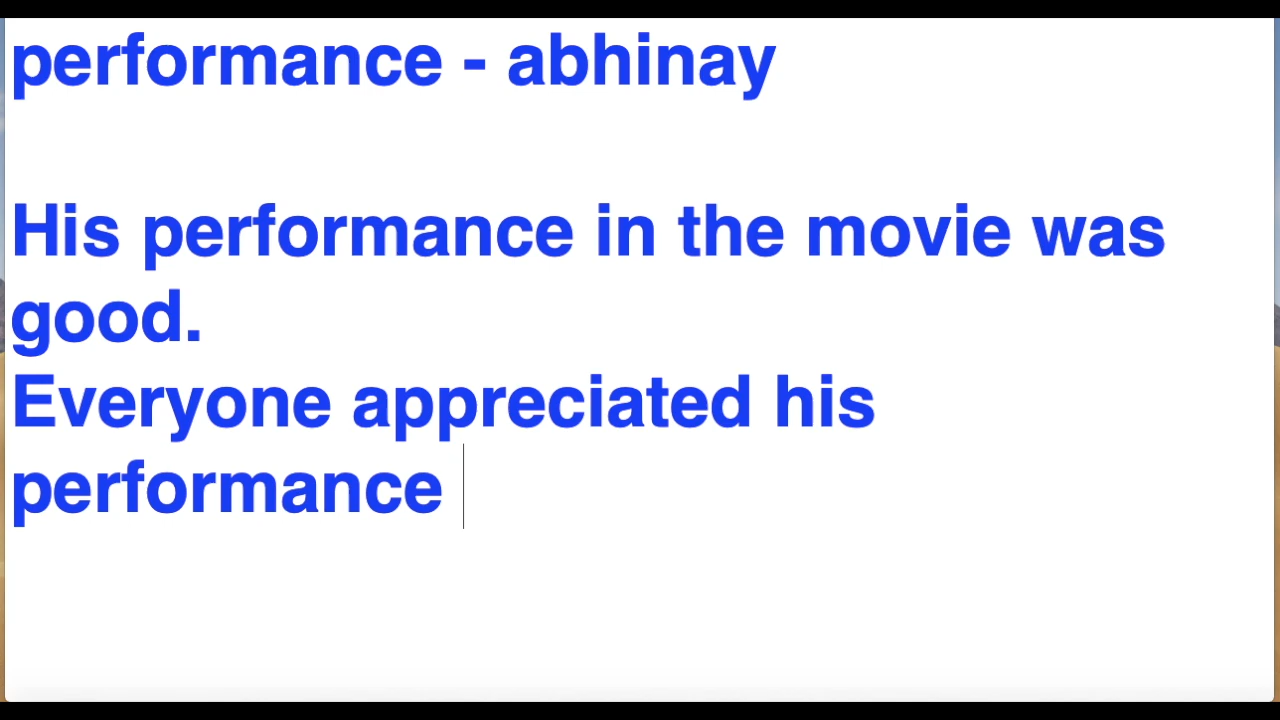 performance - abhinay
His performance in the movie was
good.
Everyone appreciated his
performance